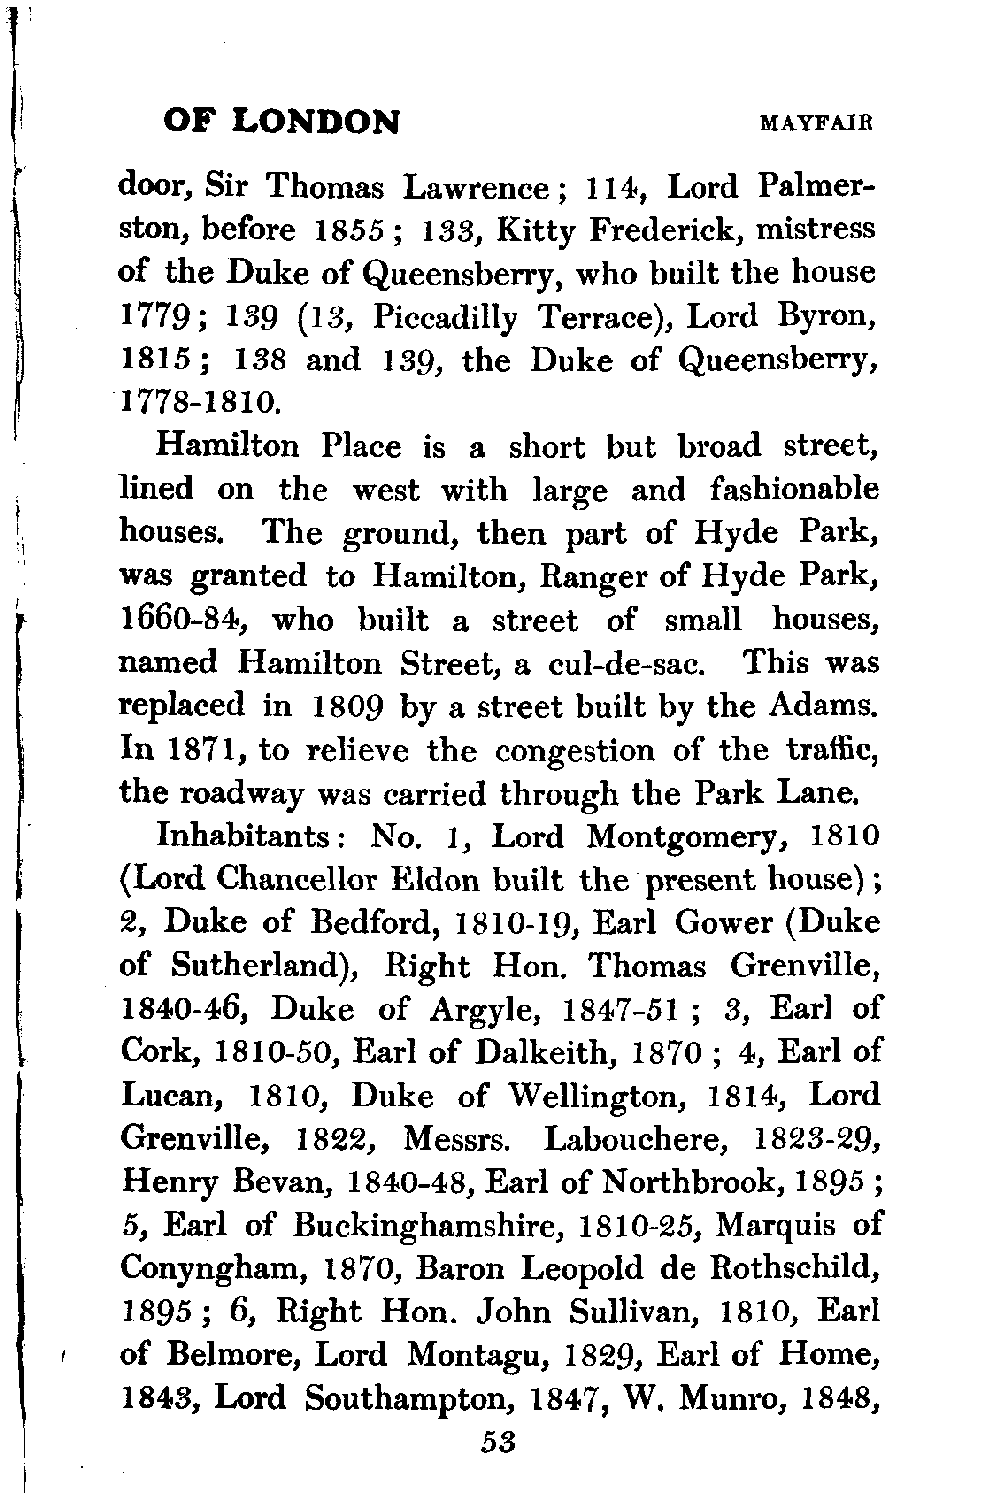 OF LONDON MAYFAIR
door, Sir Thomas Lawrence; 114, Lord Palmer-
ston, before 1855; 133, Kitty Frederick, mistress
of the Duke of Queensberry, who built the house
1779; 139 (13, Piccadilly Terrace), Lord Byron,
1815; 138 and 139, the Duke of Queensberry,
1778-1810.
Hamilton Place is a short but broad street,
lined on the west with large and fashionable
houses. The ground, then part of Hyde Park,
was granted to Hamilton, Ranger of Hyde Park,
1660-84, who built a street of small houses,
named Hamilton Street, a cul-de-sac. This was
replaced in 1809 by a street built by the Adams.
In 1871, to relieve the congestion of the traffic,
the roadway was carried through the Park Lane.
Inhabitants: No. 1, Lord Montgomery, 1810
(Lord Chancellor Eldon built the present house);
2, Duke of Bedford, 1810-19, Earl Gower (Duke
of Sutherland), Right Hon. Thomas Grenville,
1840-46, Duke of Argyle, 1847-51; 3, Earl of
Cork, 1810-50, Earl of Dalkeith, 1870; 4, Earl of
Lucan, 1810, Duke of Wellington, 1814, Lord
Grenville, 1822, Messrs. Labouchere, 1823-29,
Henry Bevan, 1840-48, Earl of Northbrook, 1895;
5, Earl of Buckinghamshire, 1810-25, Marquis of
Conyngham, 1870, Baron Leopold de Rothschild,
1895; 6, Right Hon. John Sullivan, 1810, Earl
of Belmore, Lord Montagu, 1829, Earl of Home,
1843, Lord Southampton, 1847, W. Munro, 1848,
53